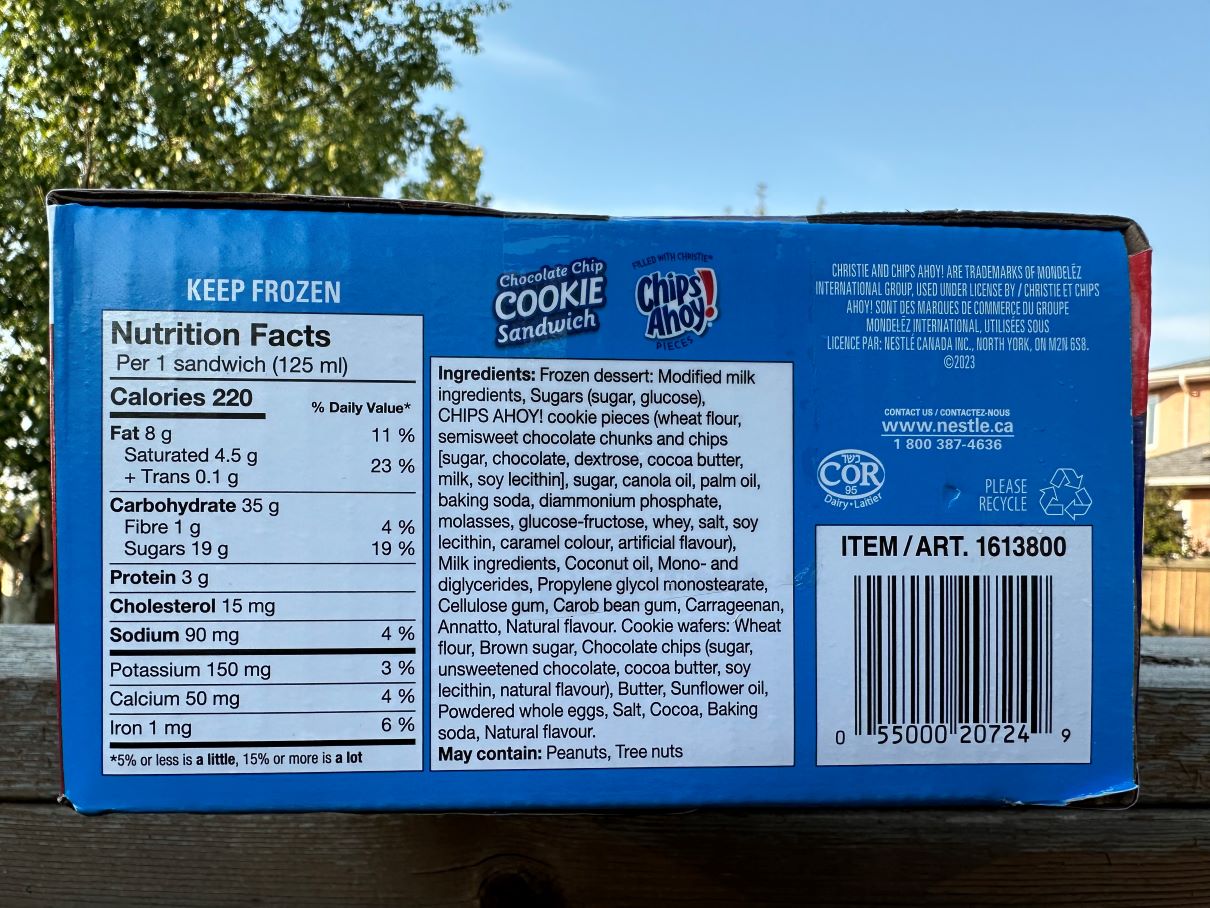 KEEP FROZEN
Nutrition Facts
Per 1 sandwich (125 ml)
Calories 220
% Daily Value*
Fat 8 g 11 %
Saturated 4.5 g
+ Trans 0.1 g
23 %
Carbohydrate 35 g
Fibre 1 g 4 %
Sugars 19 g 19 %
Protein 3 g
Cholesterol 15 mg
Sodium 90 mg 4 %
Potassium 150 mg 3 %
Calcium 50 mg 4 %
Iron 1 mg 6 %
*5% or less is a little, 15% or more is a lot
Chocolate Chip
COOKIE
Sandwich
FILLED WITH CHRISTIE®
Chips
Ahoy!
PIECES
Ingredients: Frozen dessert: Modified milk
ingredients, Sugars (sugar, glucose),
CHIPS AHOY! cookie pieces (wheat flour,
semisweet chocolate chunks and chips
[sugar, chocolate, dextrose, cocoa butter,
milk, soy lecithin], sugar, canola oil, palm oil,
baking soda, diammonium phosphate,
molasses, glucose-fructose, whey, salt, soy
lecithin, caramel colour, artificial flavour),
Milk ingredients, Coconut oil, Mono- and
diglycerides, Propylene glycol monostearate,
Cellulose gum, Carob bean gum, Carrageenan,
Annatto, Natural flavour. Cookie wafers: Wheat
flour, Brown sugar, Chocolate chips (sugar,
unsweetened chocolate, cocoa butter, soy
lecithin, natural flavour), Butter, Sunflower oil,
Powdered whole eggs, Salt, Cocoa, Baking
soda, Natural flavour.
May contain: Peanuts, Tree nuts
CHRISTIE AND CHIPS AHOY! ARE TRADEMARKS OF MONDELĒZ
INTERNATIONAL GROUP, USED UNDER LICENSE BY / CHRISTIE ET CHIPS
AHOY! SONT DES MARQUES DE COMMERCE DU GROUPE
MONDELĒZ INTERNATIONAL, UTILISÉES SOUS
LICENCE PAR: NESTLÉ CANADA INC., NORTH YORK, ON M2N 6S8.
©2023
CONTACT US / CONTACTEZ-NOUS
www.nestle.ca
1 800 387-4636
כשר
COR
95
Dairy • Laitier
PLEASE
RECYCLE
ITEM / ART. 1613800
0 55000 20724 9